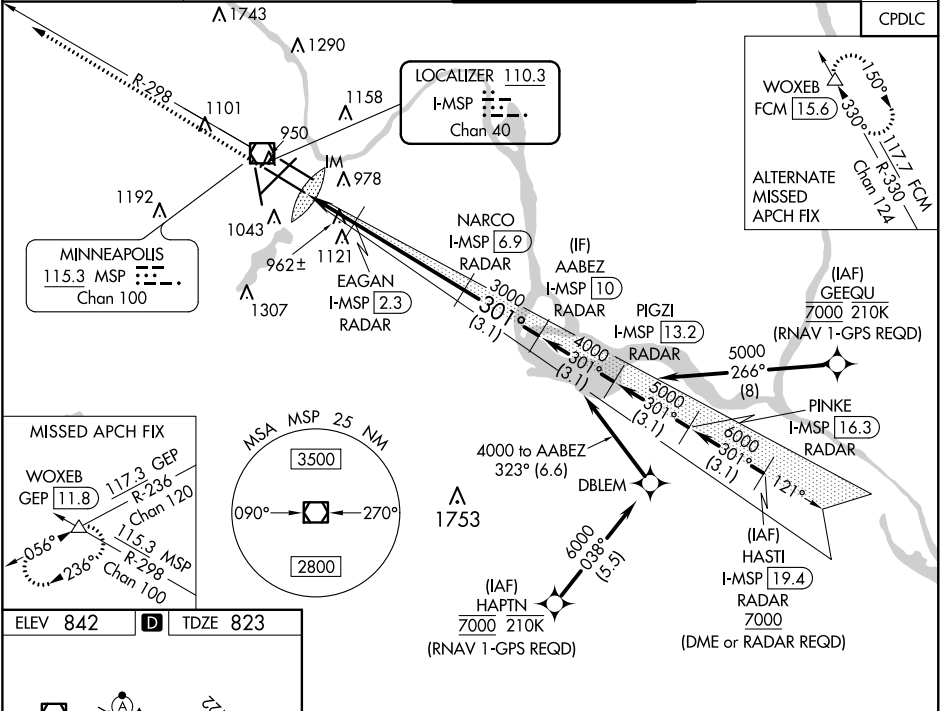 CPDLC
1743
1290
R-298
1101
1158
950
LOCALIZER 110.3
I-MSP
Chan 40
WOXEB
FCM 15.6
150°
330°
117.7 FCM
R-330
Chan 124
ALTERNATE
MISSED
APCH FIX
IM
978
1192
1043
962±
1121
1307
MINNEAPOLIS
115.3 MSP
Chan 100
EAGAN
I-MSP 2.3
RADAR
NARCO
I-MSP 6.9
RADAR
(IF)
AABEZ
I-MSP 10
RADAR
PIGZI
I-MSP 13.2
RADAR
(IAF)
GEEQU
7000 210K
(RNAV 1-GPS REQD)
3000
301°
(3.1)
4000
301°
(3.1)
5000
301°
(3.1)
6000
301°
(3.1)
121°
5000
266°
(8)
PINKE
I-MSP 16.3
RADAR
4000 to AABEZ
323° (6.6)
DBLEM
6000
038°
(5.5)
(IAF)
HAPTN
7000 210K
(RNAV 1-GPS REQD)
(IAF)
HASTI
I-MSP 19.4
RADAR
7000
(DME or RADAR REQD)
MISSED APCH FIX
WOXEB
GEP 11.8
117.3 GEP
R-236
Chan 120
056°
236°
115.3 MSP
R-298
Chan 100
MSA MSP 25 NM
3500
090°
270°
2800
1753
ELEV 842 D TDZE 823
A